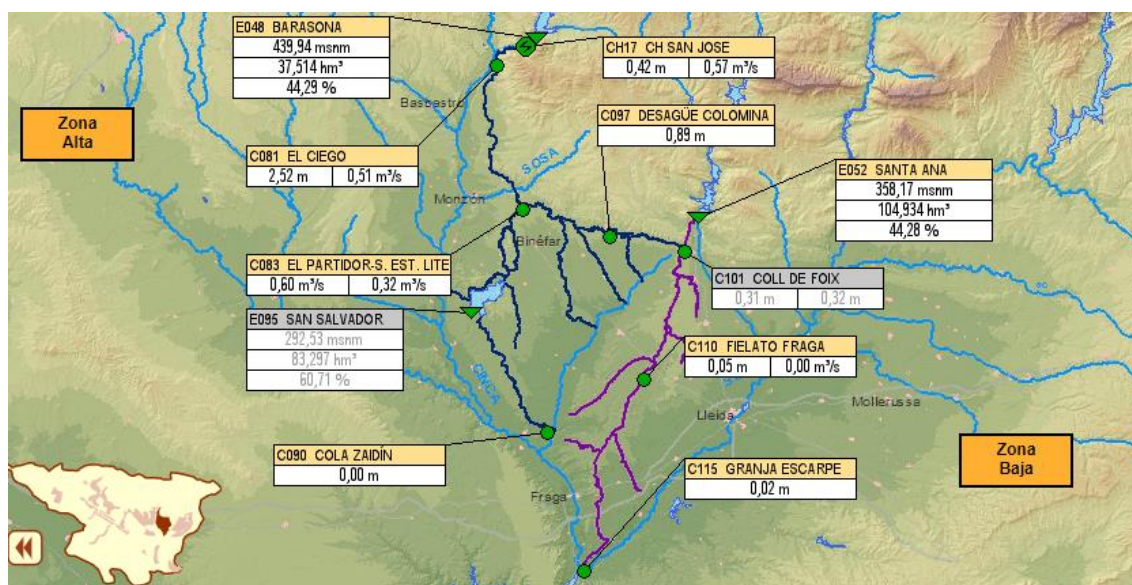 E048 BARASONA
439,94 msnm
37,514 hm³
44,29 %
CH17 CH SAN JOSE
0,42 m 0,57 m³/s
Zona
Alta
Barbastro
C097 DESAGÜE COLOMINA
0,89 m
C081 EL CIEGO
2,52 m 0,51 m³/s
SOSA
E052 SANTA ANA
358,17 msnm
104,934 hm³
44,28 %
Monzón
Binéfar
C083 EL PARTIDOR-S. EST. LITE
0,60 m³/s 0,32 m³/s
C101 COLL DE FOIX
0,31 m 0,32 m
E095 SAN SALVADOR
292,53 msnm
83,297 hm³
60,71 %
CINCA
C110 FIELATO FRAGA
0,05 m 0,00 m³/s
Mollerussa
Lleida
C090 COLA ZAIDÍN
0,00 m
Zona
Baja
C115 GRANJA ESCARPE
0,02 m
Fraga